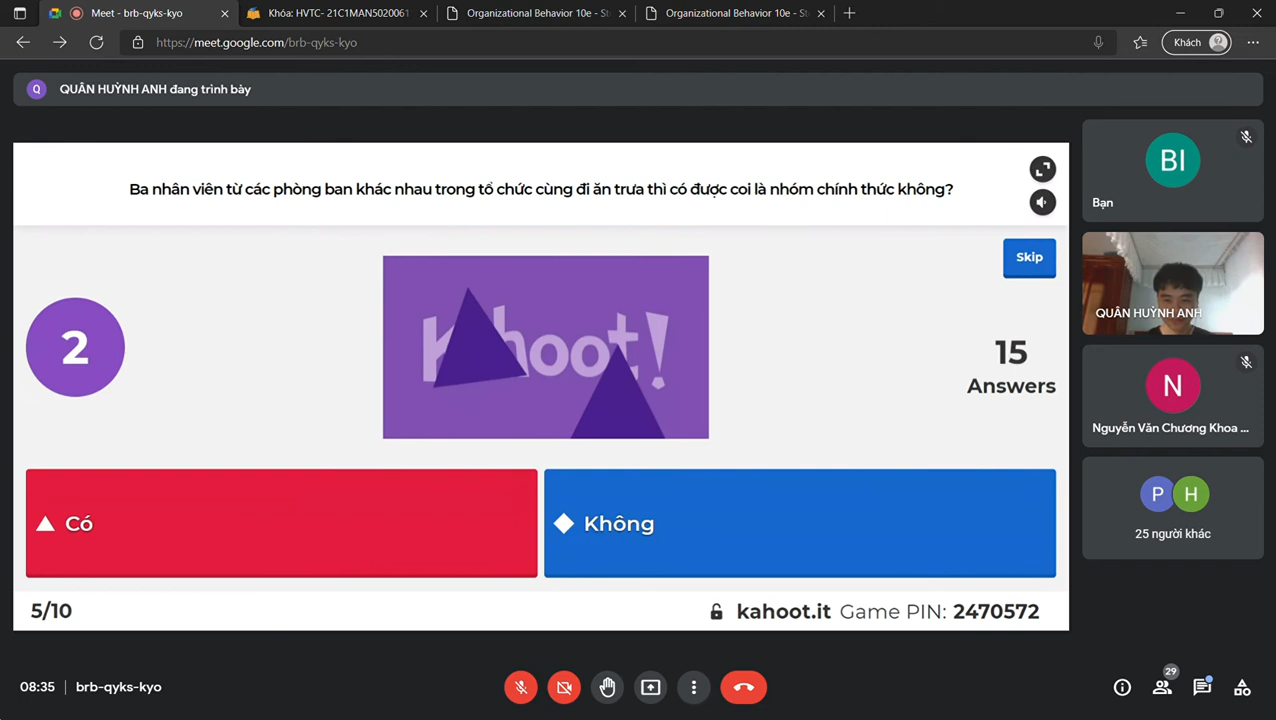 Meet - brb-qyks-kyo
Khóa: HVTC- 21C1MAN5020061
Organizational Behavior 10e - St
Organizational Behavior 10e - St
https://meet.google.com/brb-qyks-kyo
Khách
Q
QUÂN HUỲNH ANH đang trình bày
Ba nhân viên từ các phòng ban khác nhau trong tổ chức cùng đi ăn trưa thì có được coi là nhóm chính thức không?
Skip
2
Kahoot!
15
Answers
Có
Không
5/10
kahoot.it Game PIN: 2470572
BI
Bạn
QUÂN HUỲNH ANH
N
Nguyễn Văn Chương Khoa ...
P
H
25 người khác
08:35 | brb-qyks-kyo
29